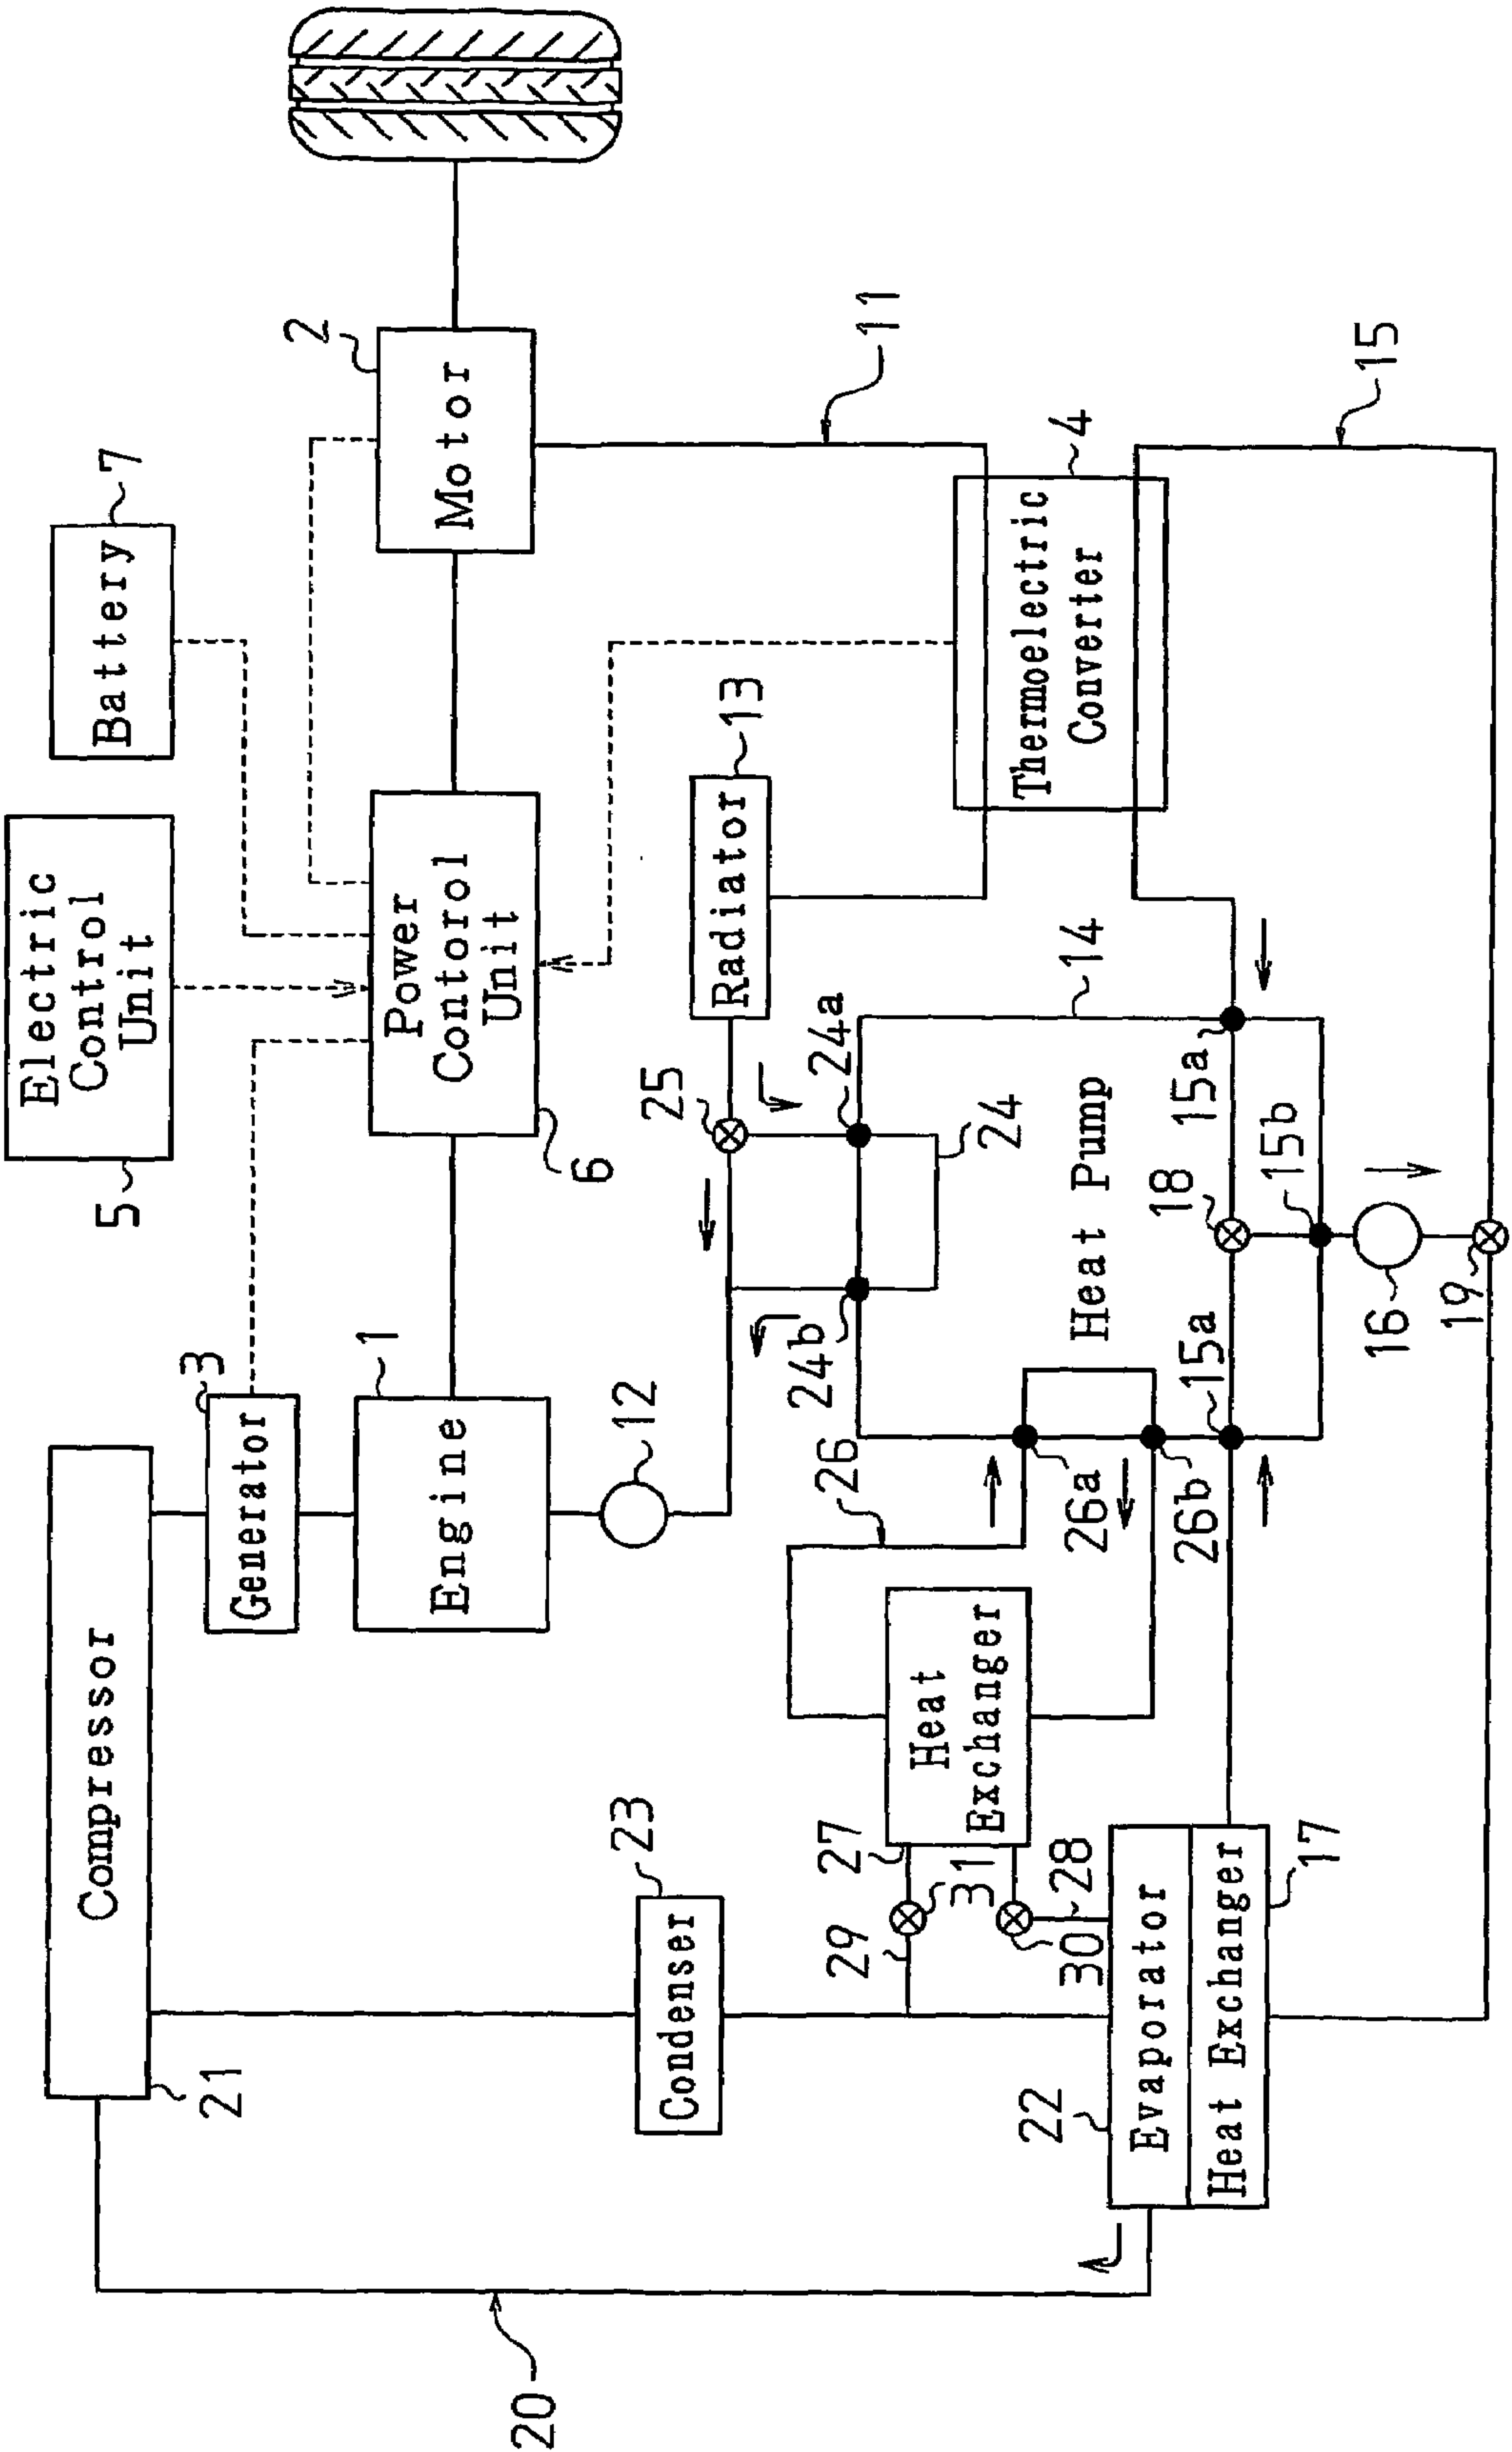 20
21
Compressor
3
Generator
5
Electric
Control
Unit
Battery
7
1
Engine
6
Power
Contorol
Unit
2
Motor
12
25
Radiator
13
11
23
Condenser
24b
24a
24
14
Thermoelectric
Converter
4
15
29
31
27
Heat
Exchanger
26
26a
26b
30
28
Heat Pump
22
Evaporator
Heat Exchanger
17
15a
18
15a
15b
16
19